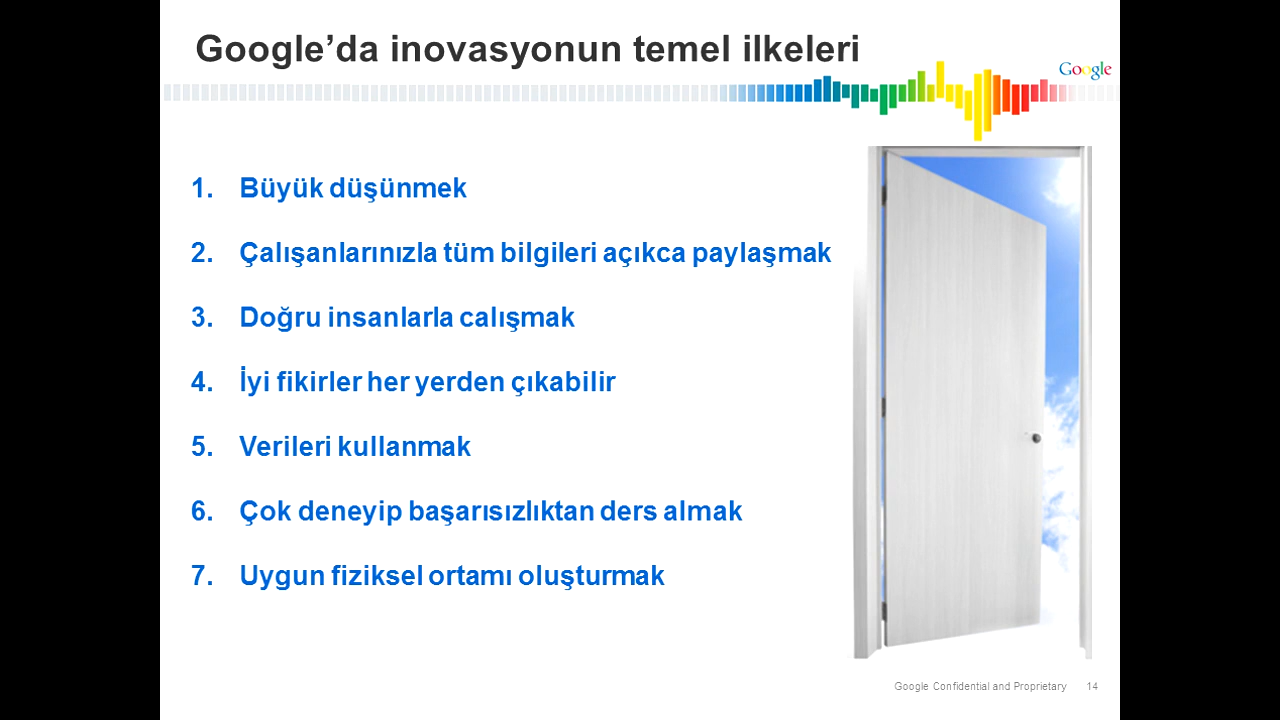 Google’da inovasyonun temel ilkeleri
Google
1. Büyük düşünmek
2. Çalışanlarınızla tüm bilgileri açıkca paylaşmak
3. Doğru insanlarla calışmak
4. İyi fikirler her yerden çıkabilir
5. Verileri kullanmak
6. Çok deneyip başarısızlıktan ders almak
7. Uygun fiziksel ortamı oluşturmak
Google Confidential and Proprietary 14